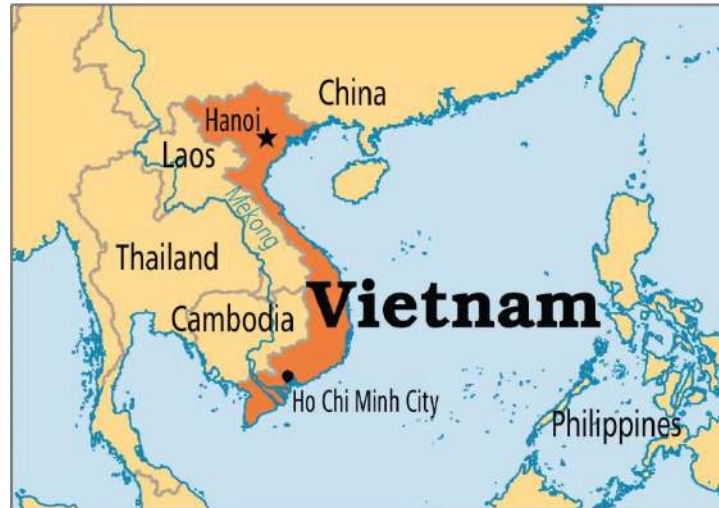 China
Hanoi
Laos
Mekong
Thailand
Vietnam
Cambodia
Ho Chi Minh City
Philippines